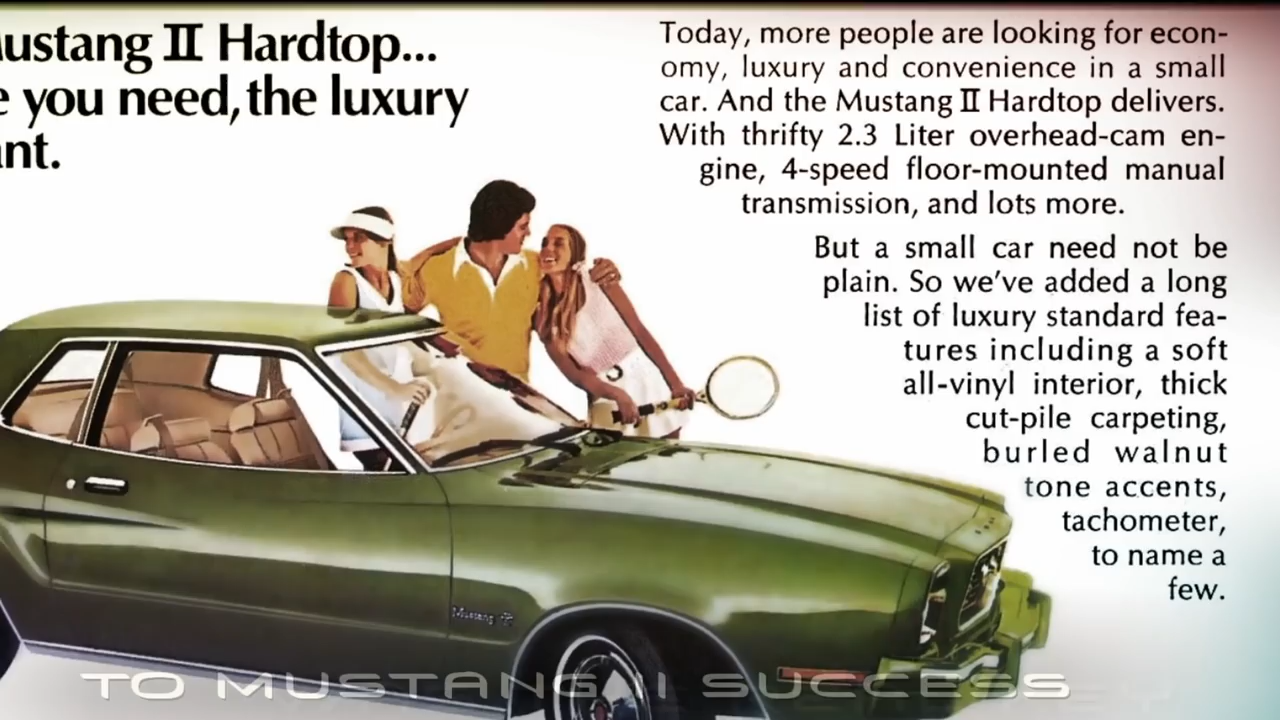 ustang II Hardtop...
e you need, the luxury
ant.
Today, more people are looking for econ-
omy, luxury and convenience in a small
car. And the Mustang II Hardtop delivers.
With thrifty 2.3 Liter overhead-cam en-
gine, 4-speed floor-mounted manual
transmission, and lots more.
But a small car need not be
plain. So we've added a long
list of luxury standard fea-
tures including a soft
all-vinyl interior, thick
cut-pile carpeting,
burled walnut
tone accents,
tachometer,
to name a
few.
Mustang II
TO MUSTANG II SUCCESS